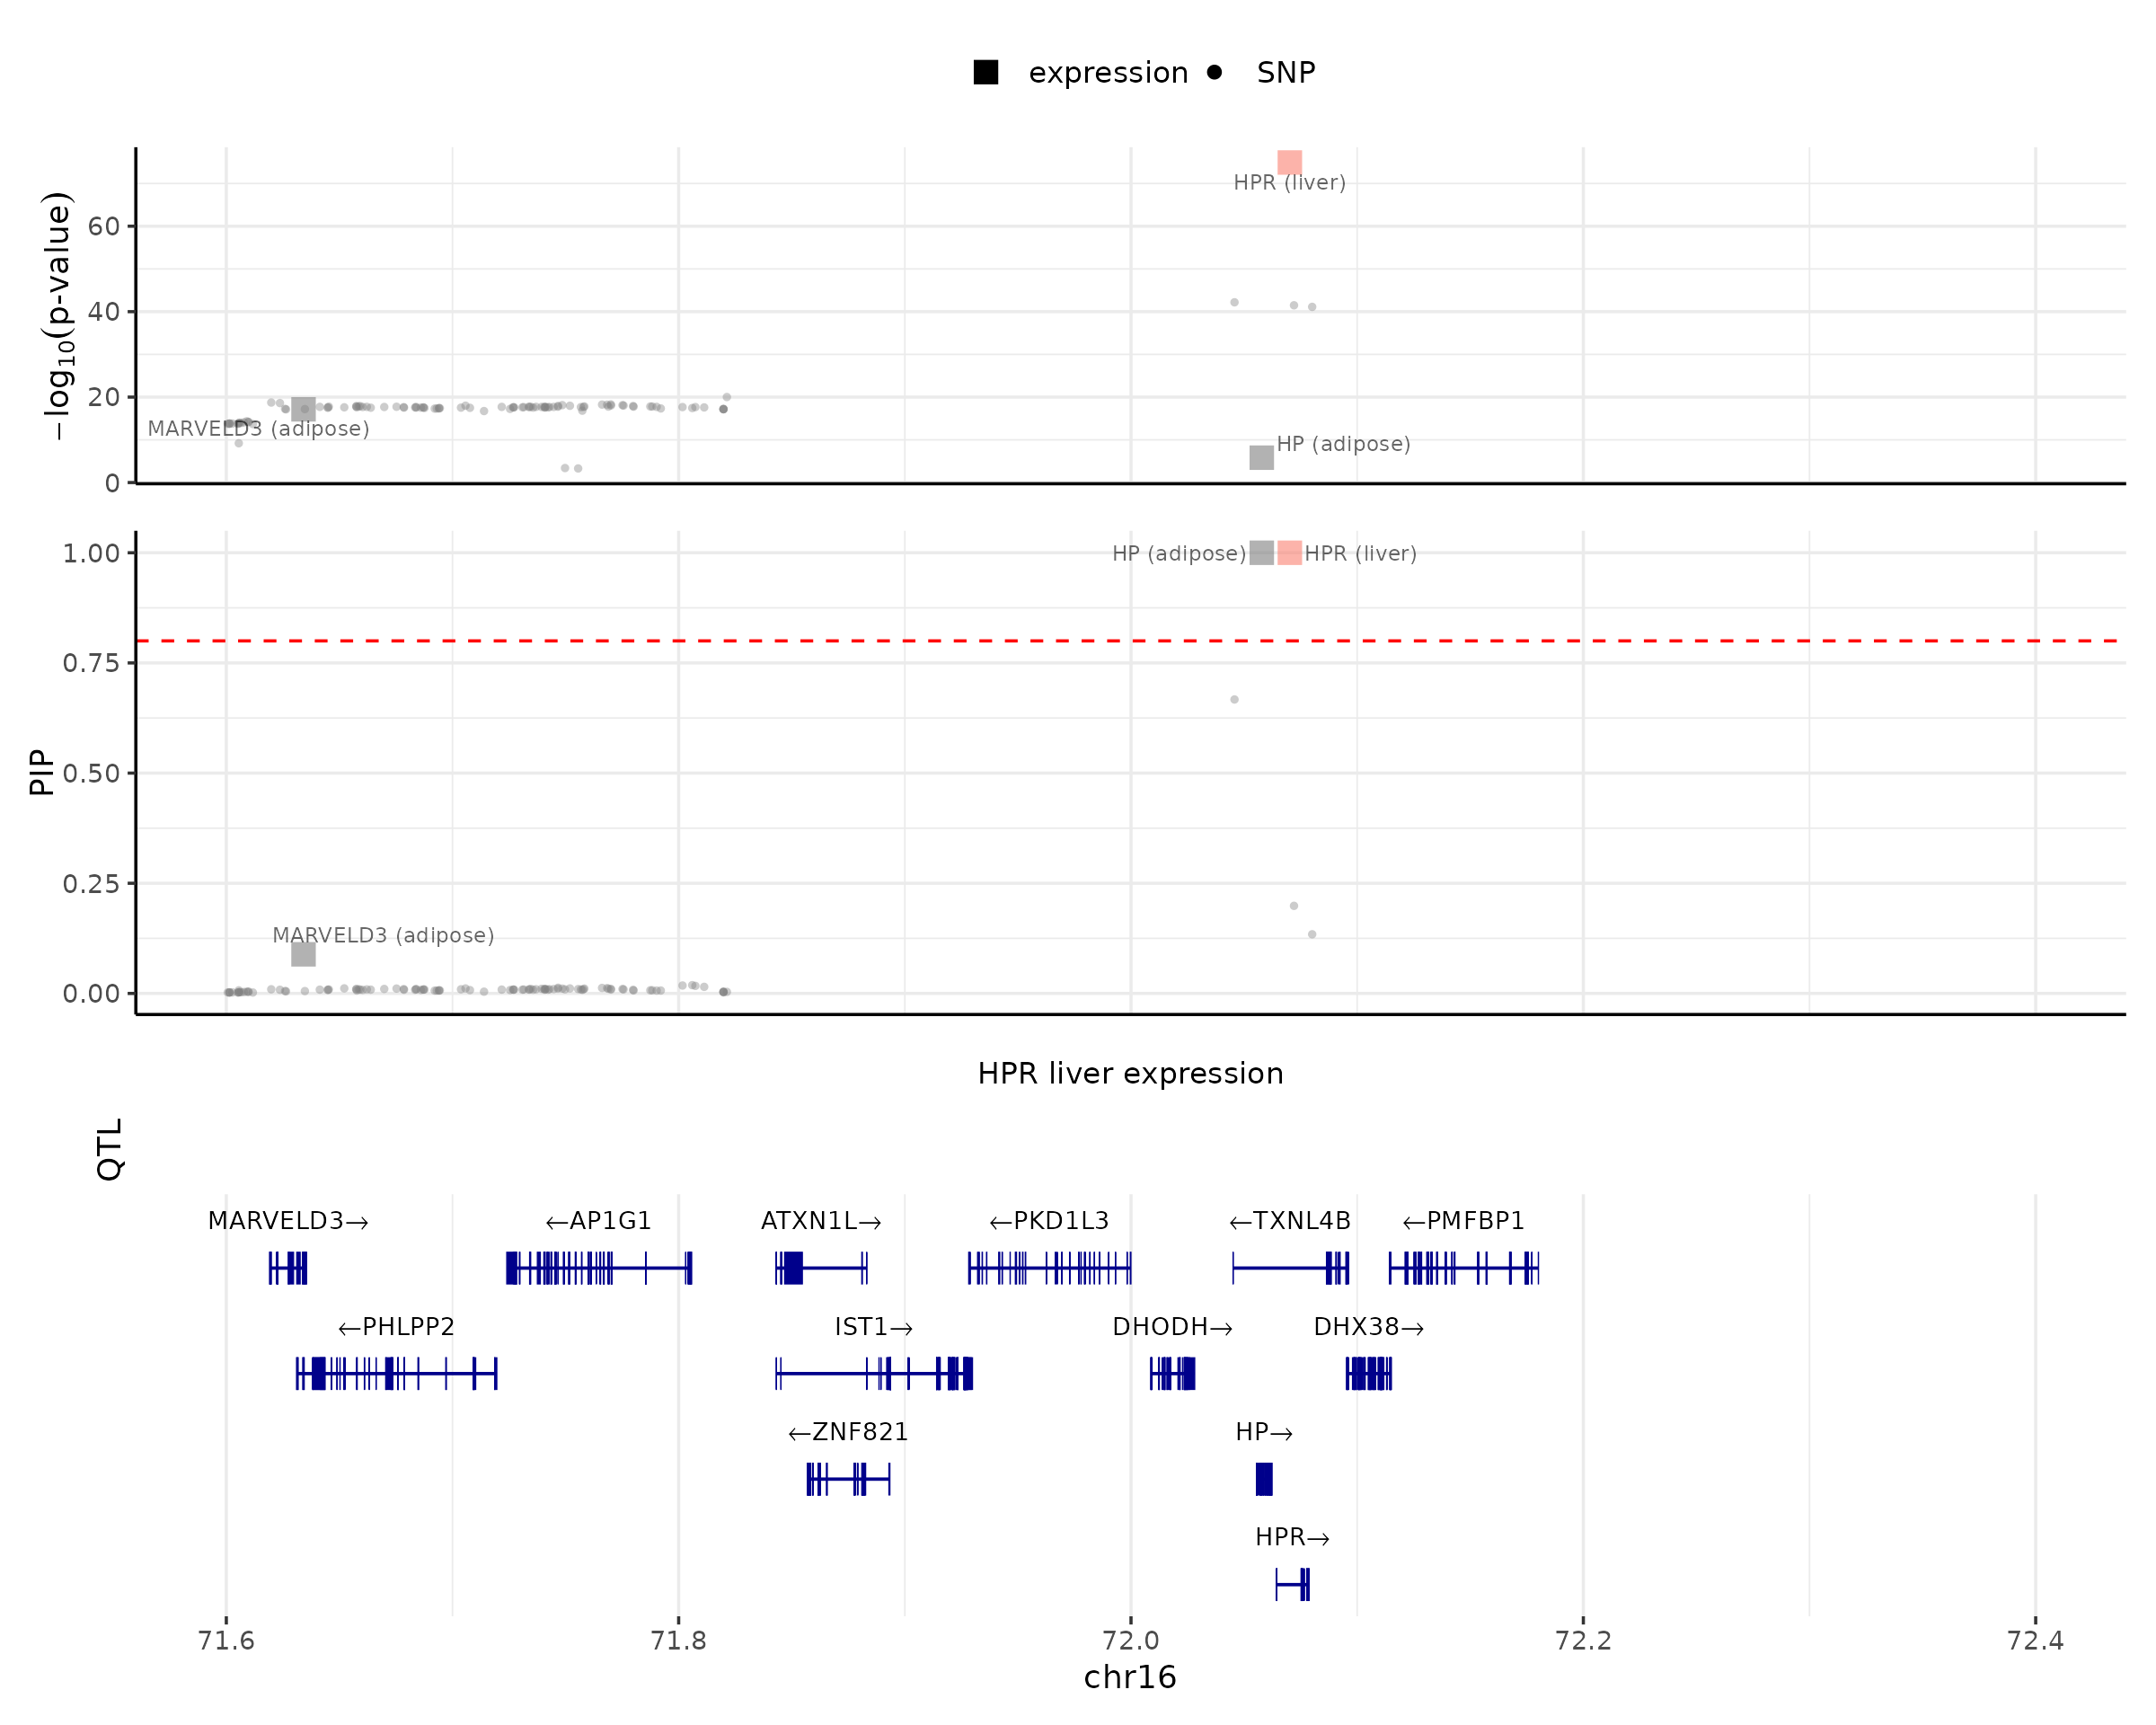 expression SNP
−log10(p-value)
60
40
20
0
HPR (liver)
MARVELD3 (adipose)
HP (adipose)
PIP
1.00
0.75
0.50
0.25
0.00
HP (adipose) HPR (liver)
MARVELD3 (adipose)
HPR liver expression
QTL
MARVELD3→ ←AP1G1 ATXN1L→ ←PKD1L3 ←TXNL4B ←PMFBP1
←PHLPP2 IST1→ DHODH→ DHX38→
←ZNF821 HP→
HPR→
71.6 71.8 72.0 72.2 72.4
chr16